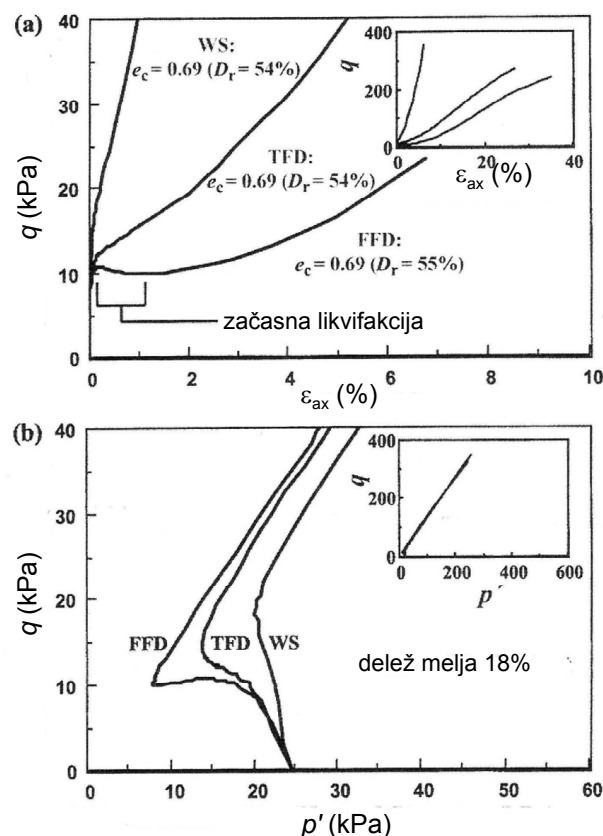 (a)
WS:
e_c = 0.69 (D_r = 54%)
TFD:
e_c = 0.69 (D_r = 54%)
FFD:
e_c = 0.69 (D_r = 55%)
začasna likvifakcija
q (kPa)
40
30
20
10
0
0 2 4 6 8 10
ε_ax (%)
q
400
200
0
0 20 40
ε_ax (%)
(b)
q (kPa)
40
30
20
10
0
FFD TFD WS
delež melja 18%
q
400
200
0
0 200 400 600
p'
0 10 20 30 40 50 60
p' (kPa)